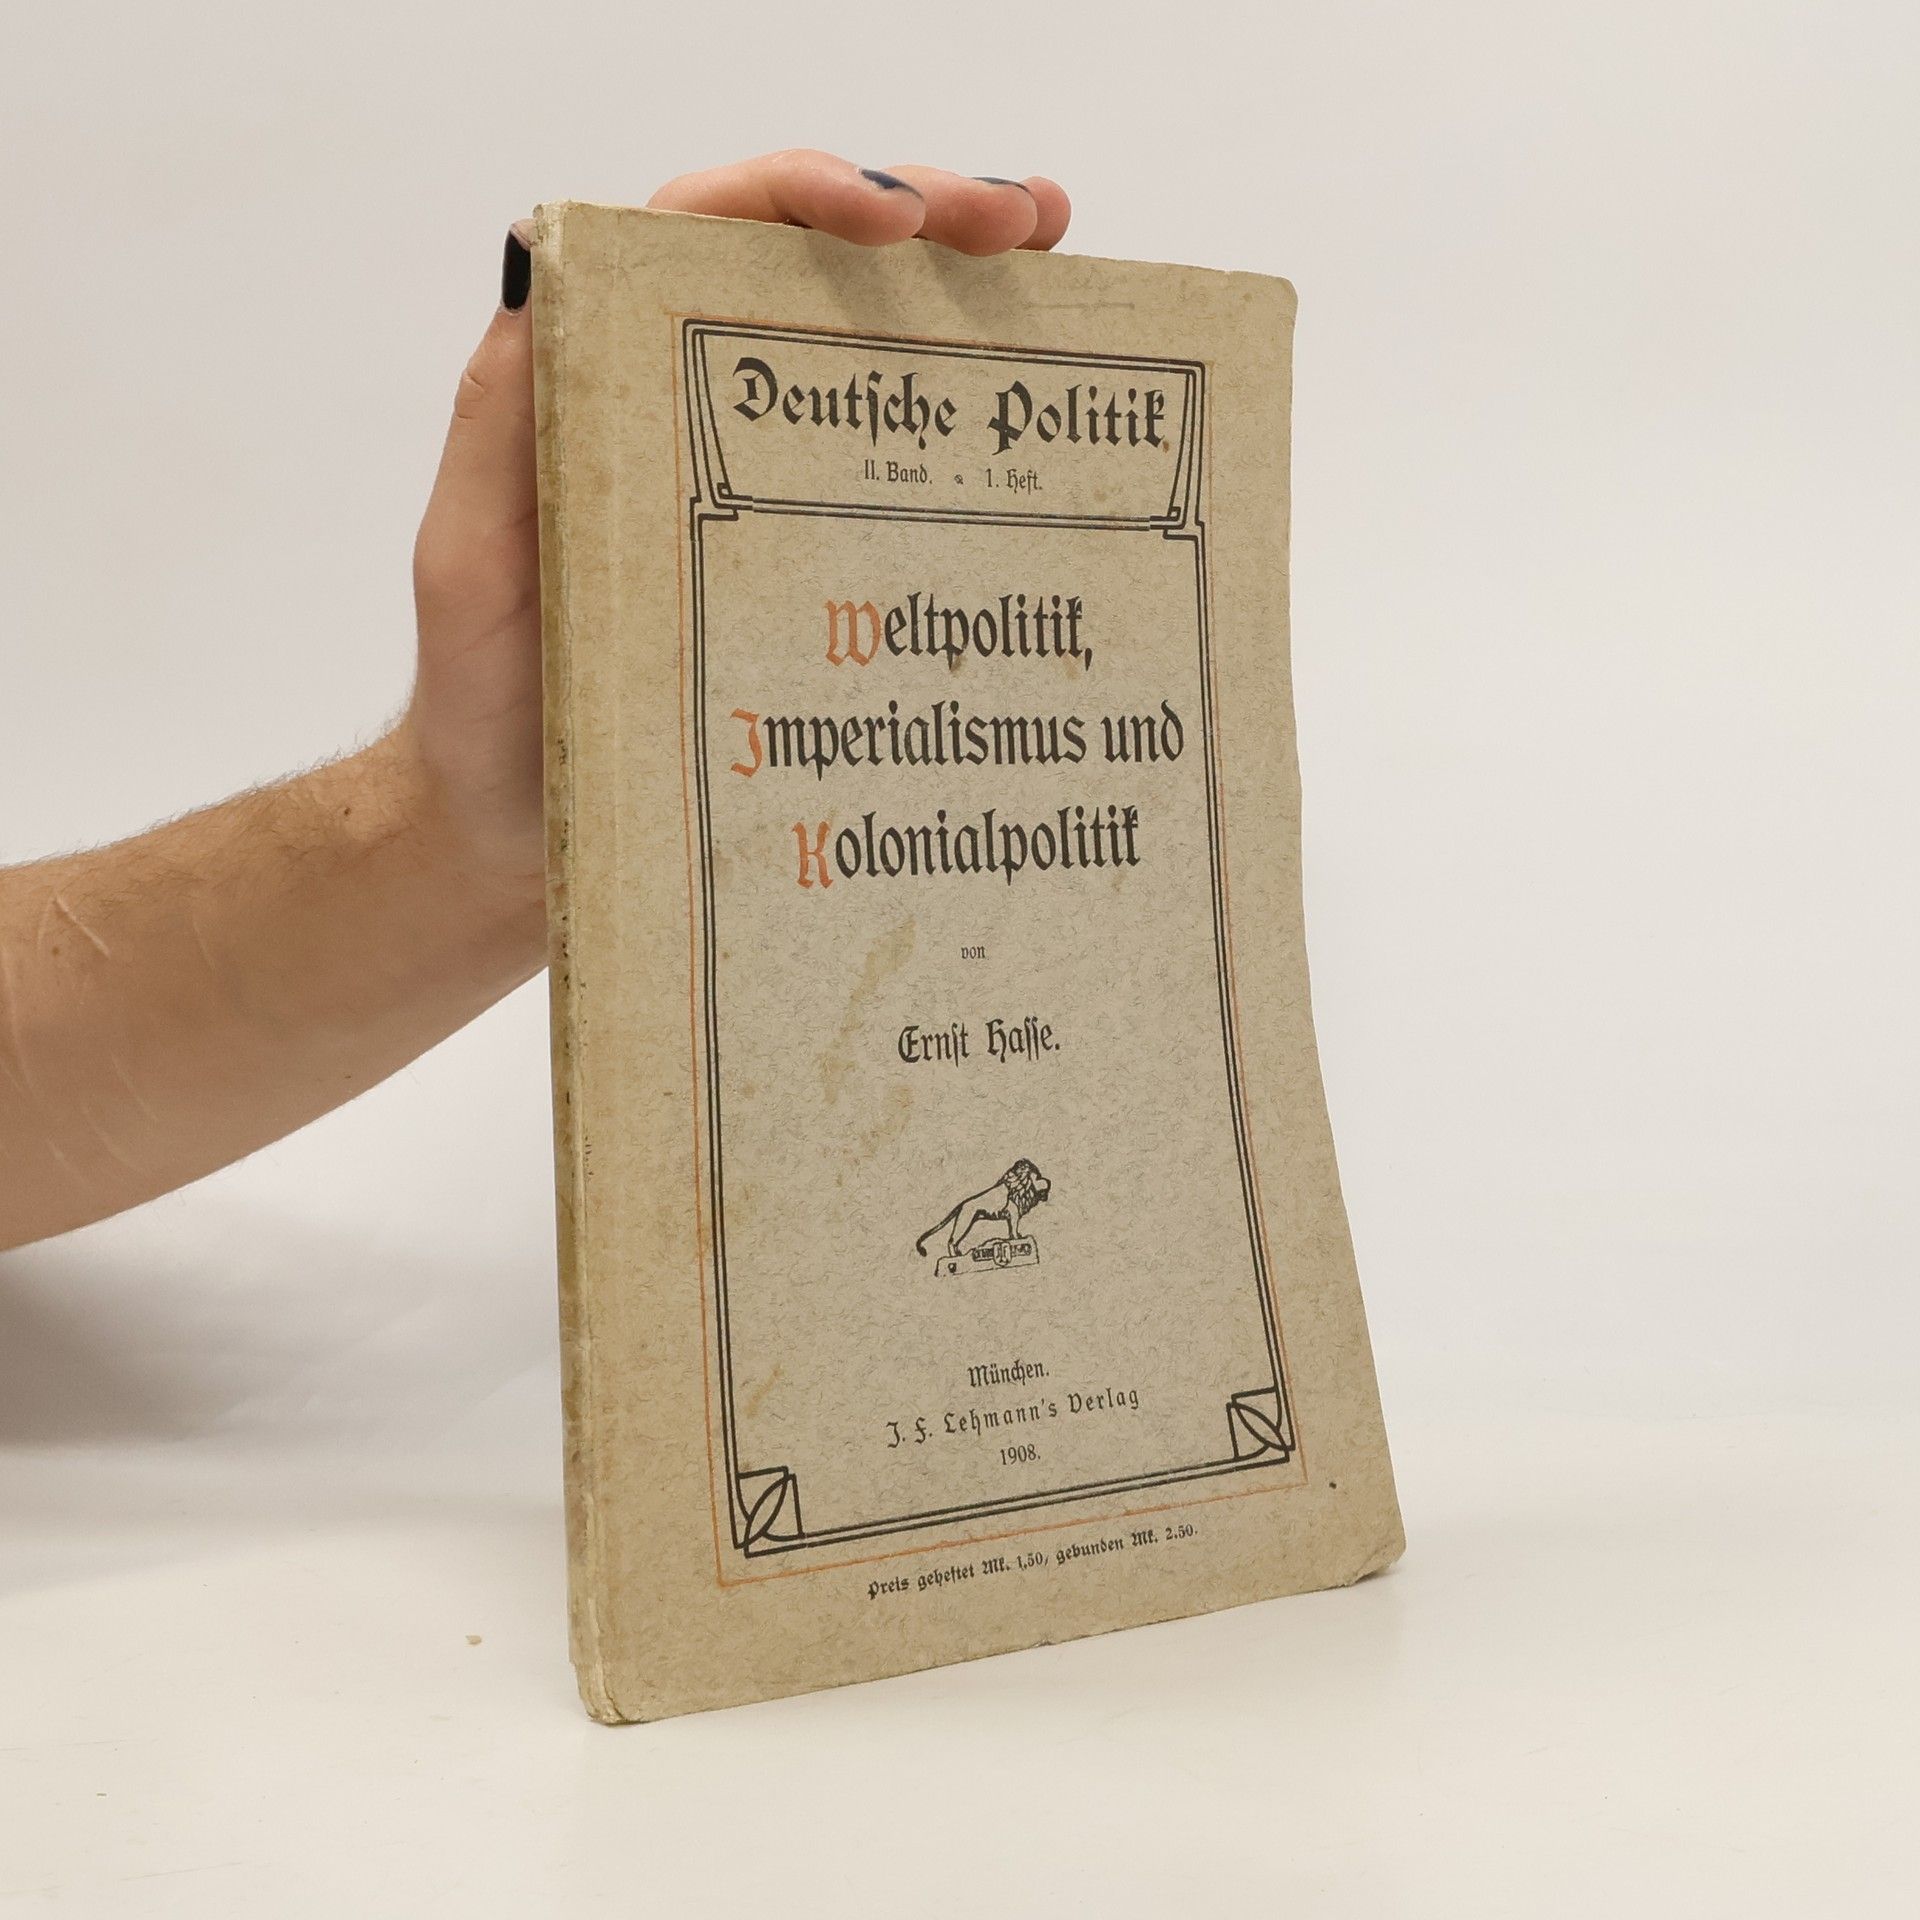 Deutſche Politik.
II. Band. 1. Heft.
Weltpolitik,
Imperialismus und
Kolonialpolitik
von
Ernſt Haſſe.
München.
J. F. Lehmann's Verlag
1908.
Preis geheftet Mk. 1,50, gebunden Mk. 2.50.